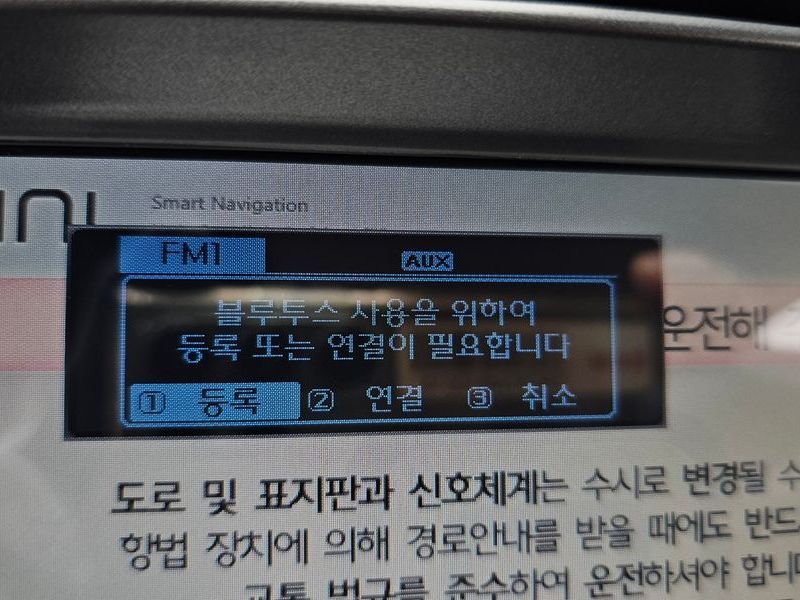 Smart Navigation
FM1 AUX
블루투스 사용을 위하여
등록 또는 연결이 필요합니다
① 등록 ② 연결 ③ 취소
운전해
도로 및 표지판과 신호체계는 수시로 변경될 수
항법 장치에 의해 경로안내를 받을 때에도 반드
교통 법규를 준수하여 운전하셔야 합니다